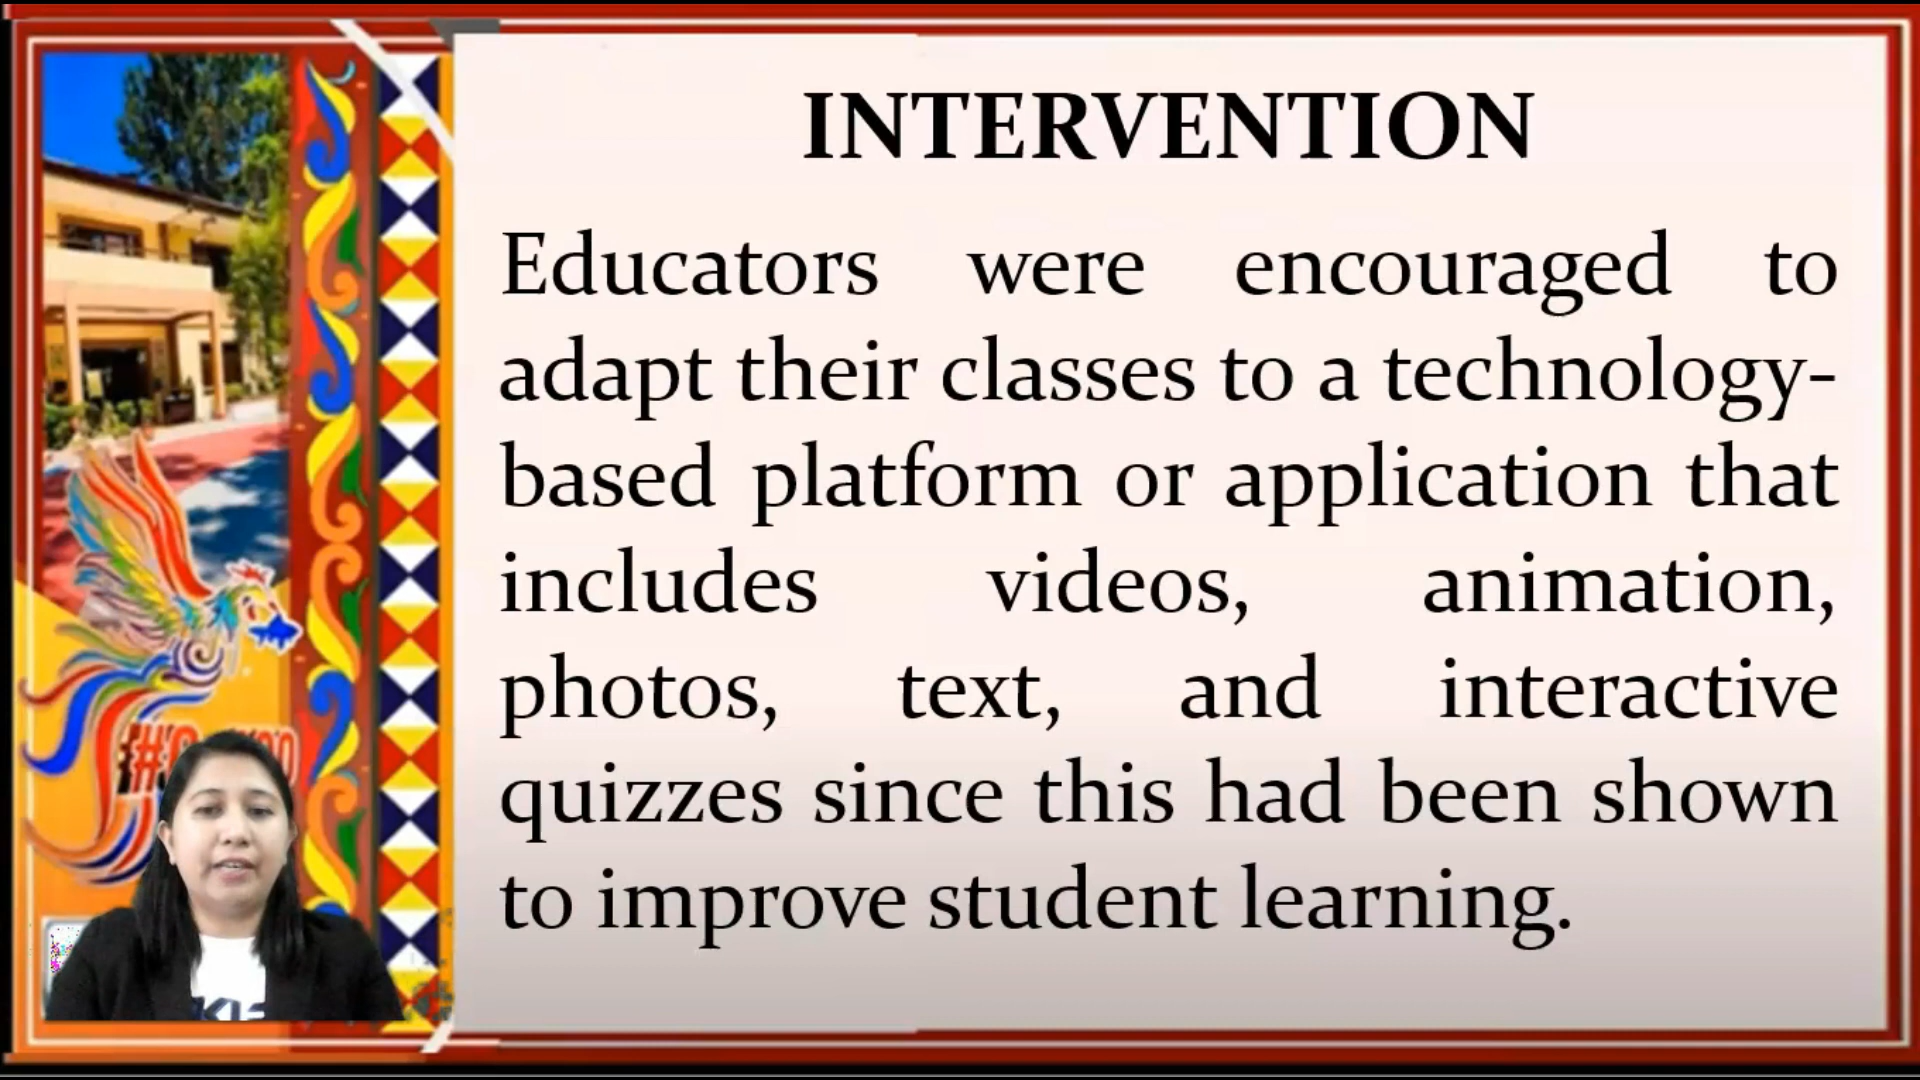 INTERVENTION
Educators were encouraged to
adapt their classes to a technology-
based platform or application that
includes videos, animation,
photos, text, and interactive
quizzes since this had been shown
to improve student learning.